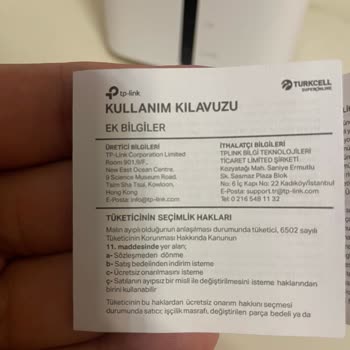 tp-link
TURKCELL
SUPERONLINE
KULLANIM KILAVUZU
EK BİLGİLER
ÜRETİCİ BİLGİLERİ
TP-Link Corporation Limited
Room 901,9/F.,
New East Ocean Centre,
9 Science Museum Road,
Tsim Sha Tsui, Kowloon,
Hong Kong
E-Posta: info@tp-link.com
İTHALATÇI BİLGİLERİ
TPLINK BİLGİ TEKNOLOJİLERİ
TİCARET LİMİTED ŞİRKETİ
Kozyatağı Mah. Saniye Ermutlu
Sk. Sasmaz Plaza Blok
No: 6 İç Kapı No: 22 Kadıköy/İstanbul
E-Posta: support.tr@tp-link.com
Tel: 0 216 548 11 32
TÜKETİCİNİN SEÇİMLİK HAKLARI
Malın ayıplı olduğunun anlaşılması durumunda tüketici, 6502 sayılı
Tüketicinin Korunması Hakkında Kanunun
11. maddesinde yer alan;
a- Sözleşmeden dönme
b- Satış bedelinden indirim isteme
c- Ücretsiz onarılmasını isteme
ç- Satılanın ayıpsız bir misli ile değiştirilmesini isteme haklarından
birini kullanabilir
Tüketicinin bu haklardan ücretsiz onarım hakkını seçmesi
durumunda satıcı; işçilik masrafı, değiştirilen parça bedeli ya da